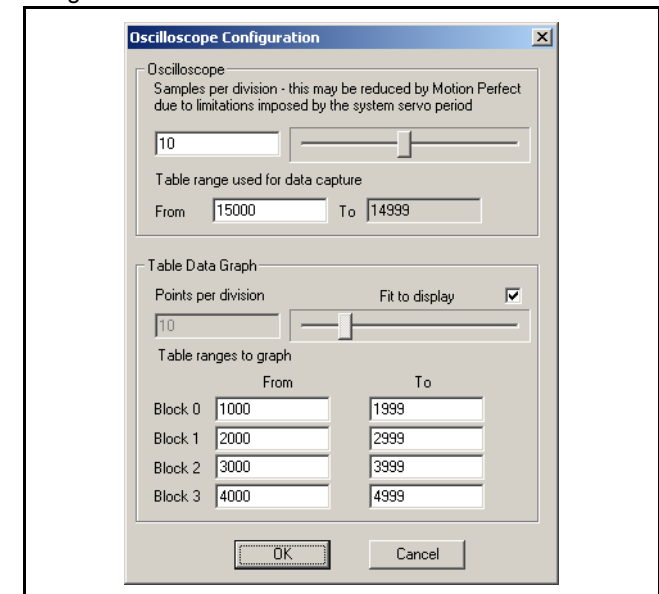 Oscilloscope Configuration
Oscilloscope
Samples per division - this may be reduced by Motion Perfect
due to limitations imposed by the system servo period
10
Table range used for data capture
From 15000 To 14999
Table Data Graph
Points per division Fit to display
10
Table ranges to graph
From To
Block 0 1000 1999
Block 1 2000 2999
Block 2 3000 3999
Block 3 4000 4999
OK Cancel